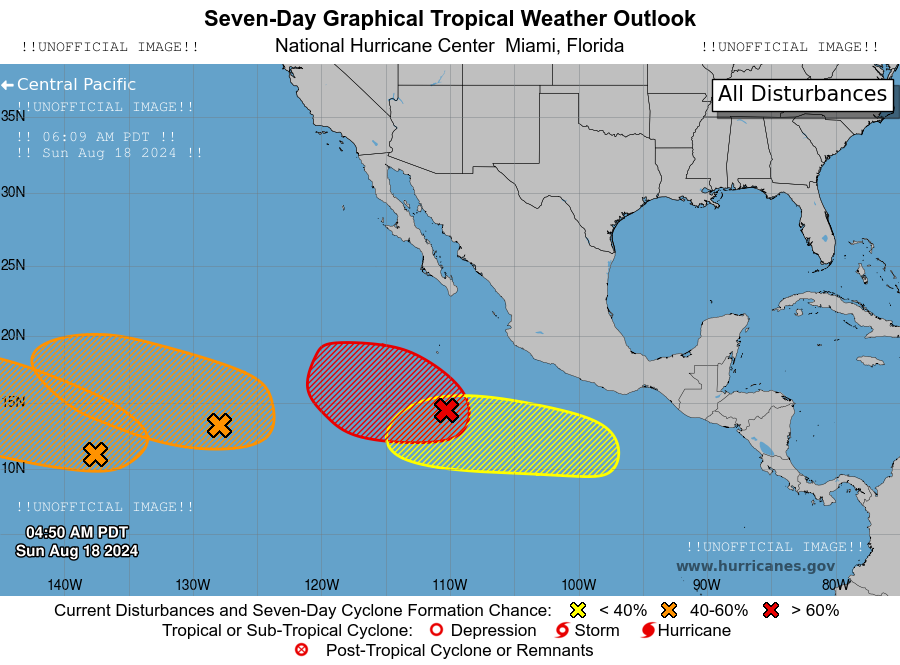 Seven-Day Graphical Tropical Weather Outlook
!!UNOFFICIAL IMAGE!! National Hurricane Center Miami, Florida !!UNOFFICIAL IMAGE!!
Central Pacific
All Disturbances
!!UNOFFICIAL IMAGE!!
35N
!! 06:09 AM PDT !!
!! Sun Aug 18 2024 !!
30N
25N
20N
15N
10N
!!UNOFFICIAL IMAGE!!
04:50 AM PDT
Sun Aug 18 2024
!!UNOFFICIAL IMAGE!!
www.hurricanes.gov
140W 130W 120W 110W 100W 90W 80W
Current Disturbances and Seven-Day Cyclone Formation Chance: < 40% 40-60% > 60%
Tropical or Sub-Tropical Cyclone: Depression Storm Hurricane
Post-Tropical Cyclone or Remnants